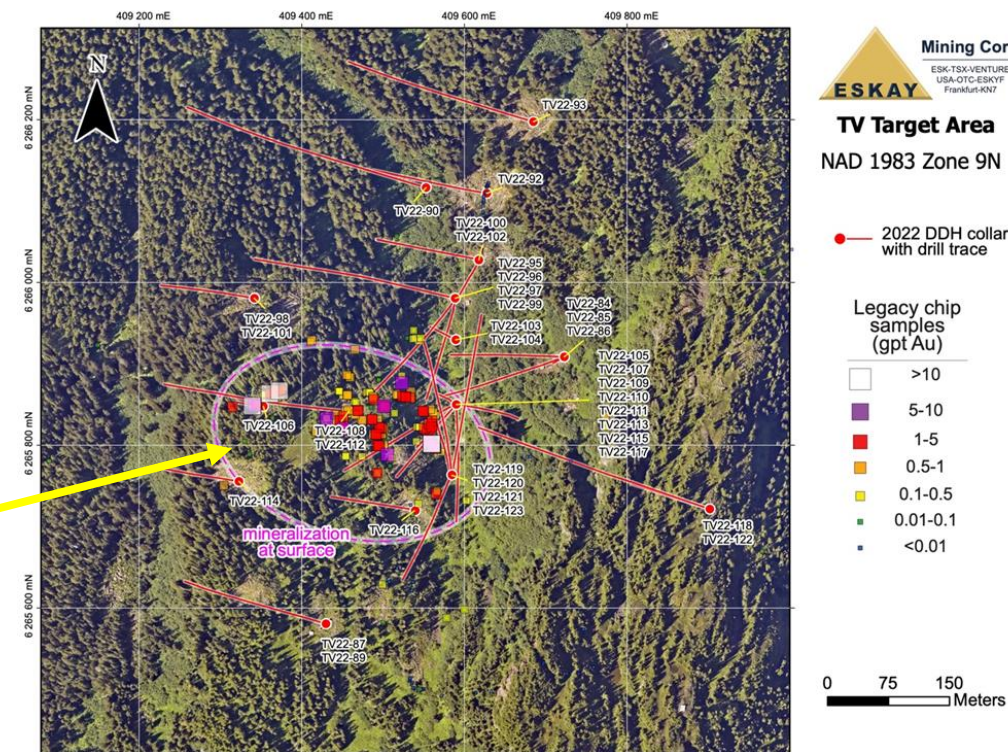 409 200 mE
409 400 mE
409 600 mE
409 800 mE
6 266 200 mN
6 266 000 mN
6 265 800 mN
6 265 600 mN
N
TV22-93
TV22-92
TV22-90
TV22-100
TV22-102
TV22-95
TV22-96
TV22-97
TV22-99
TV22-98
TV22-101
TV22-103
TV22-104
TV22-84
TV22-85
TV22-86
TV22-105
TV22-107
TV22-109
TV22-110
TV22-111
TV22-113
TV22-115
TV22-117
TV22-106
TV22-108
TV22-112
TV22-114
TV22-116
TV22-119
TV22-120
TV22-121
TV22-123
TV22-118
TV22-122
mineralization
at surface
TV22-87
TV22-89
ESKAY
Mining Cor
ESK-TSX-VENTURE
USA-OTC-ESKYF
Frankfurt-KN7
TV Target Area
NAD 1983 Zone 9N
2022 DDH collar
with drill trace
Legacy chip
samples
(gpt Au)
>10
5-10
1-5
0.5-1
0.1-0.5
0.01-0.1
<0.01
0 75 150
Meters